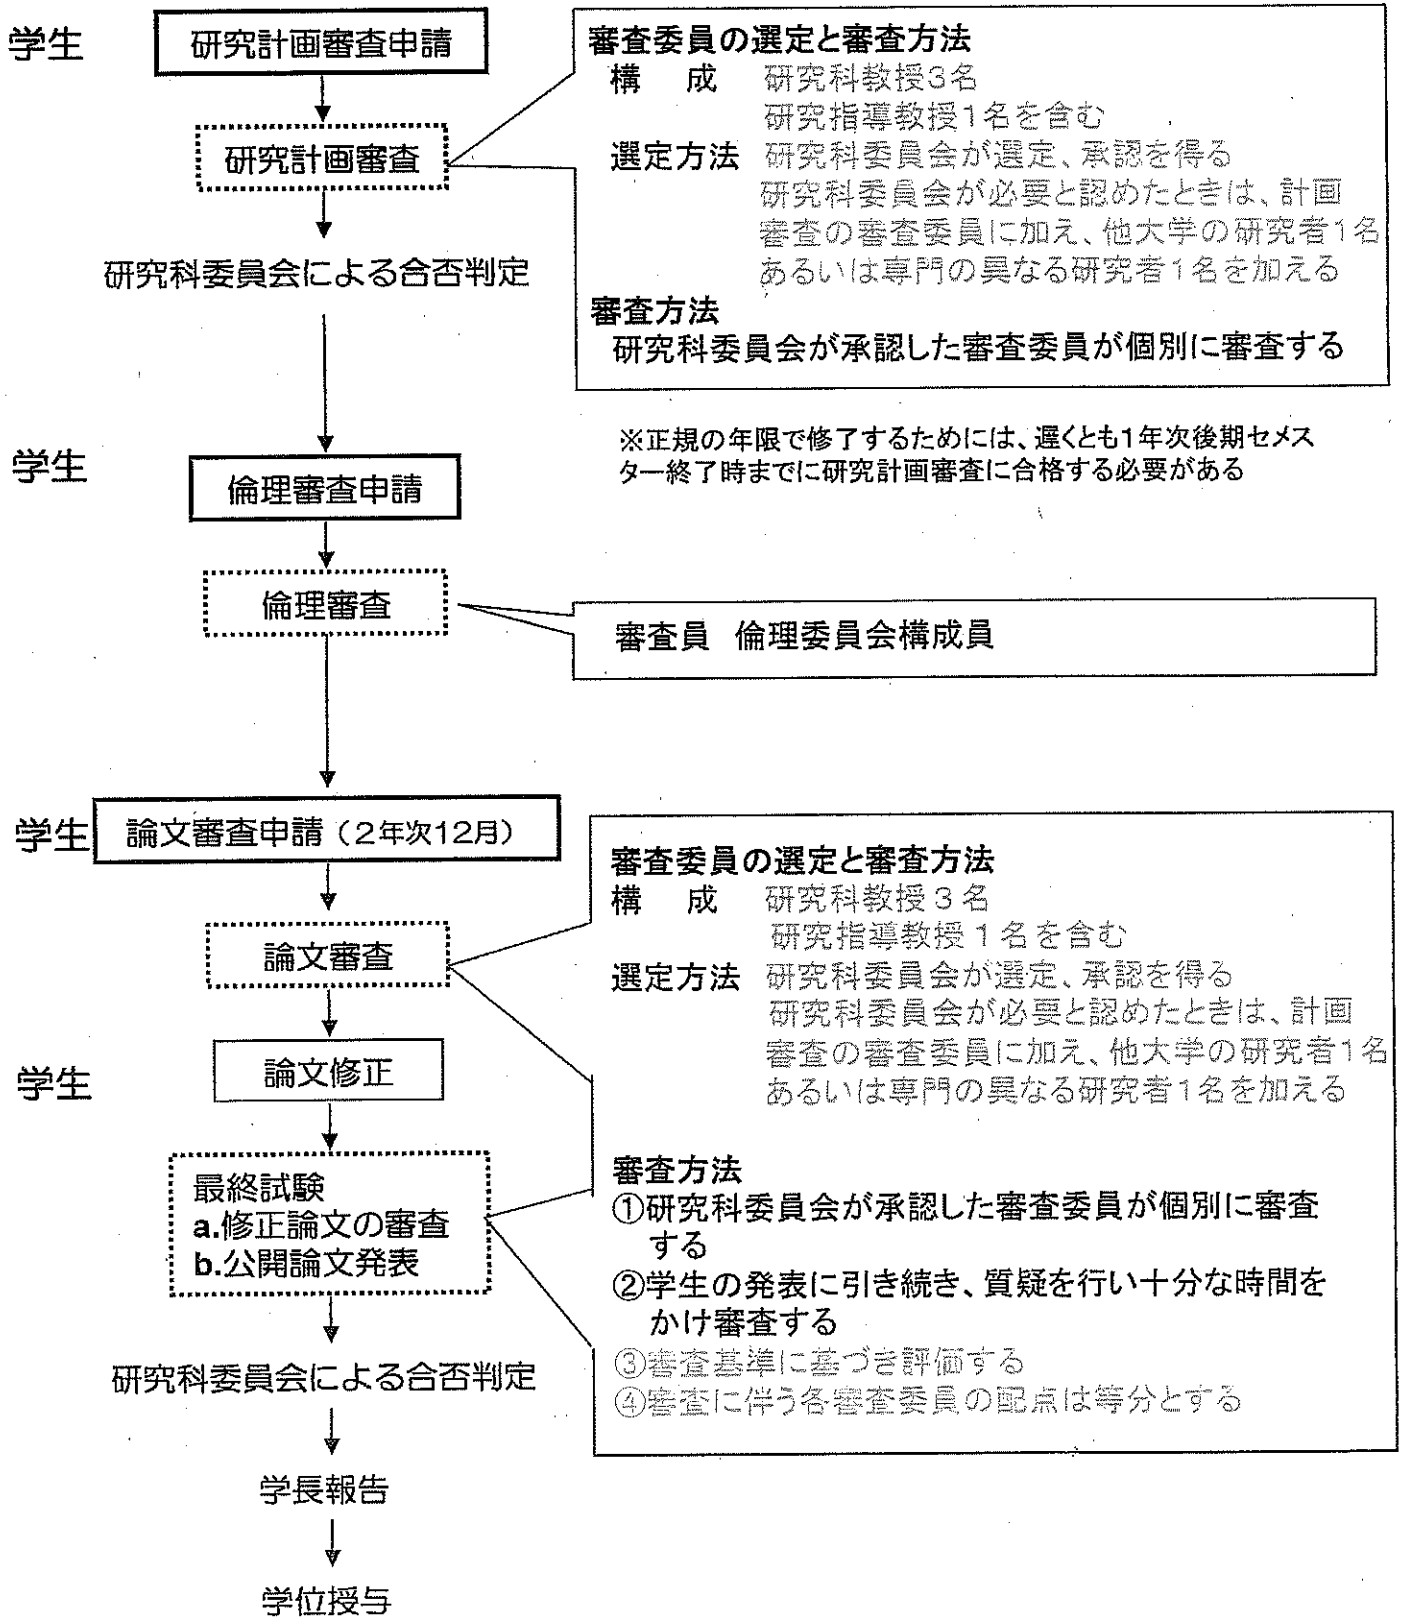 学生
研究計画審査申請
研究計画審査
研究科委員会による合否判定
審査委員の選定と審査方法
構　成　研究科教授3名
研究指導教授1名を含む
選定方法　研究科委員会が選定、承認を得る
研究科委員会が必要と認めたときは、計画
審査の審査委員に加え、他大学の研究者1名
あるいは専門の異なる研究者1名を加える
審査方法
研究科委員会が承認した審査委員が個別に審査する
※正規の年限で修了するためには、遅くとも1年次後期セメス
ター終了時までに研究計画審査に合格する必要がある
学生
倫理審査申請
倫理審査
審査員　倫理委員会構成員
学生
論文審査申請（2年次12月）
論文審査
学生
論文修正
最終試験
a.修正論文の審査
b.公開論文発表
研究科委員会による合否判定
学長報告
学位授与
審査委員の選定と審査方法
構　成　研究科教授３名
研究指導教授１名を含む
選定方法　研究科委員会が選定、承認を得る
研究科委員会が必要と認めたときは、計画
審査の審査委員に加え、他大学の研究者1名
あるいは専門の異なる研究者1名を加える
審査方法
①研究科委員会が承認した審査委員が個別に審査
する
②学生の発表に引き続き、質疑を行い十分な時間を
かけ審査する
③審査基準に基づき評価する
④審査に伴う各審査委員の配点は等分とする